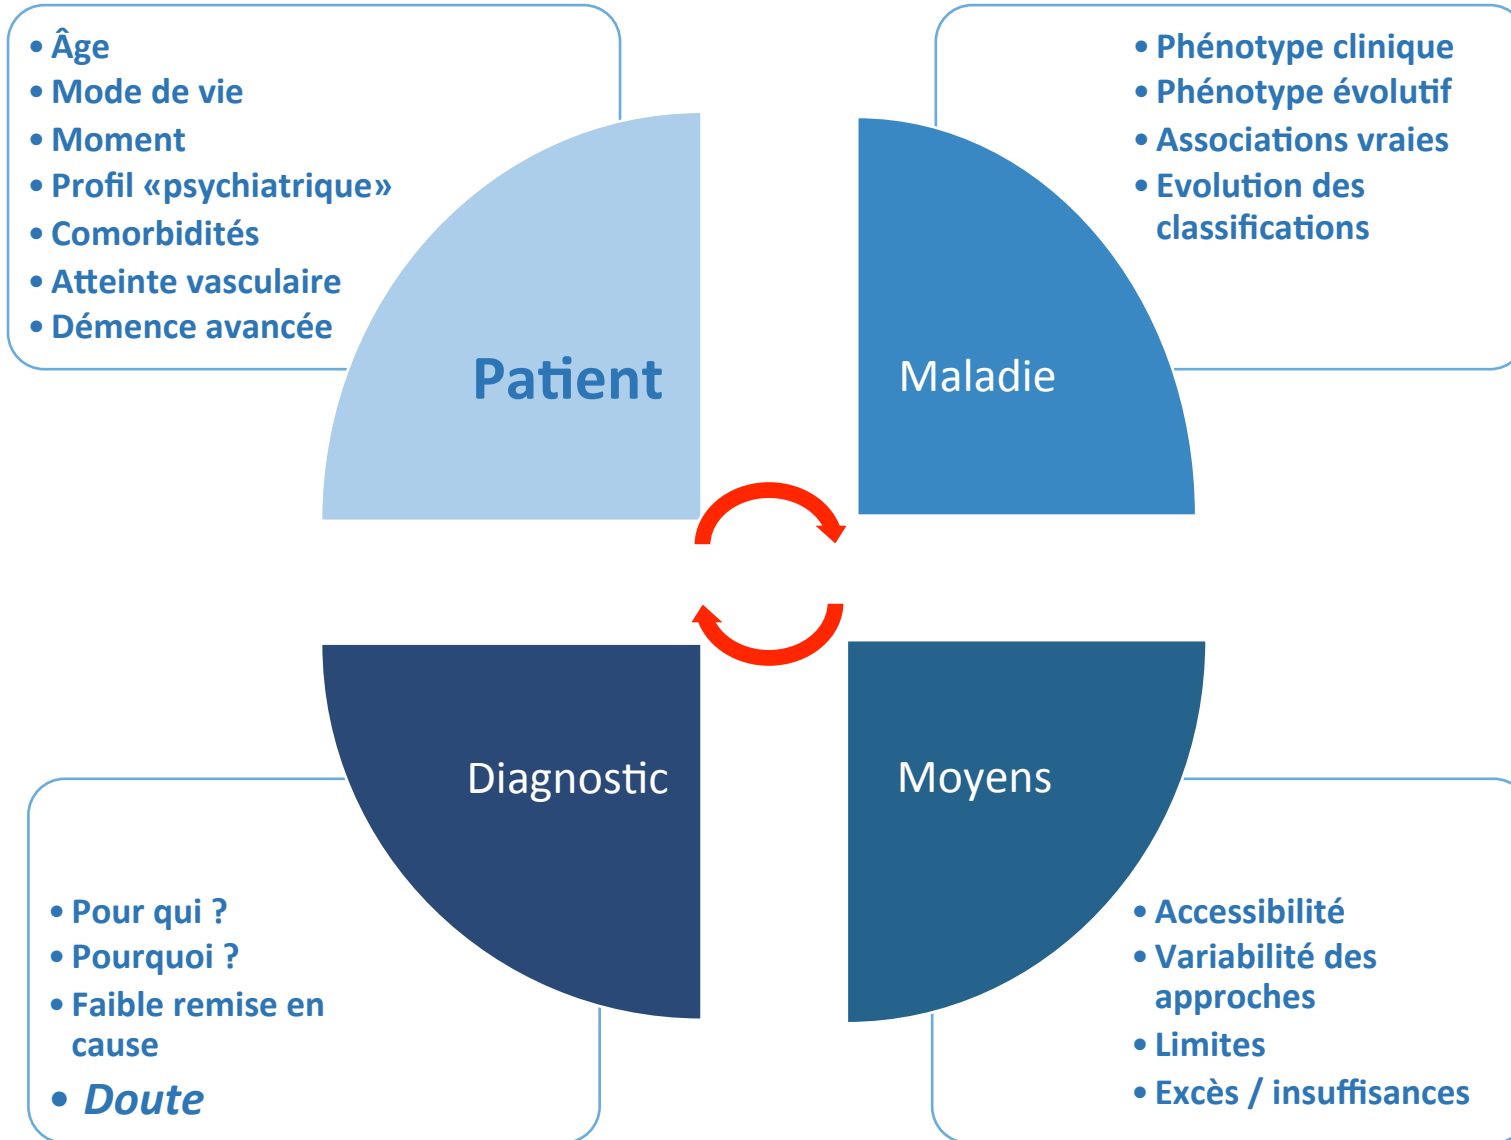 • Âge
• Mode de vie
• Moment
• Profil «psychiatrique»
• Comorbidités
• Atteinte vasculaire
• Démence avancée
Patient
• Phénotype clinique
• Phénotype évolutif
• Associations vraies
• Evolution des
classifications
Maladie
Diagnostic
• Pour qui ?
• Pourquoi ?
• Faible remise en
cause
• Doute
Moyens
• Accessibilité
• Variabilité des
approches
• Limites
• Excès / insuffisances